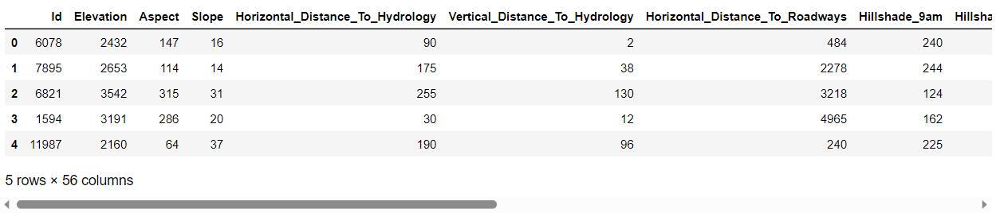 Id Elevation Aspect Slope Horizontal_Distance_To_Hydrology Vertical_Distance_To_Hydrology Horizontal_Distance_To_Roadways Hillshade_9am Hillsha
0 6078 2432 147 16 90 2 484 240
1 7895 2653 114 14 175 38 2278 244
2 6821 3542 315 31 255 130 3218 124
3 1594 3191 286 20 30 12 4965 162
4 11987 2160 64 37 190 96 240 225
5 rows × 56 columns